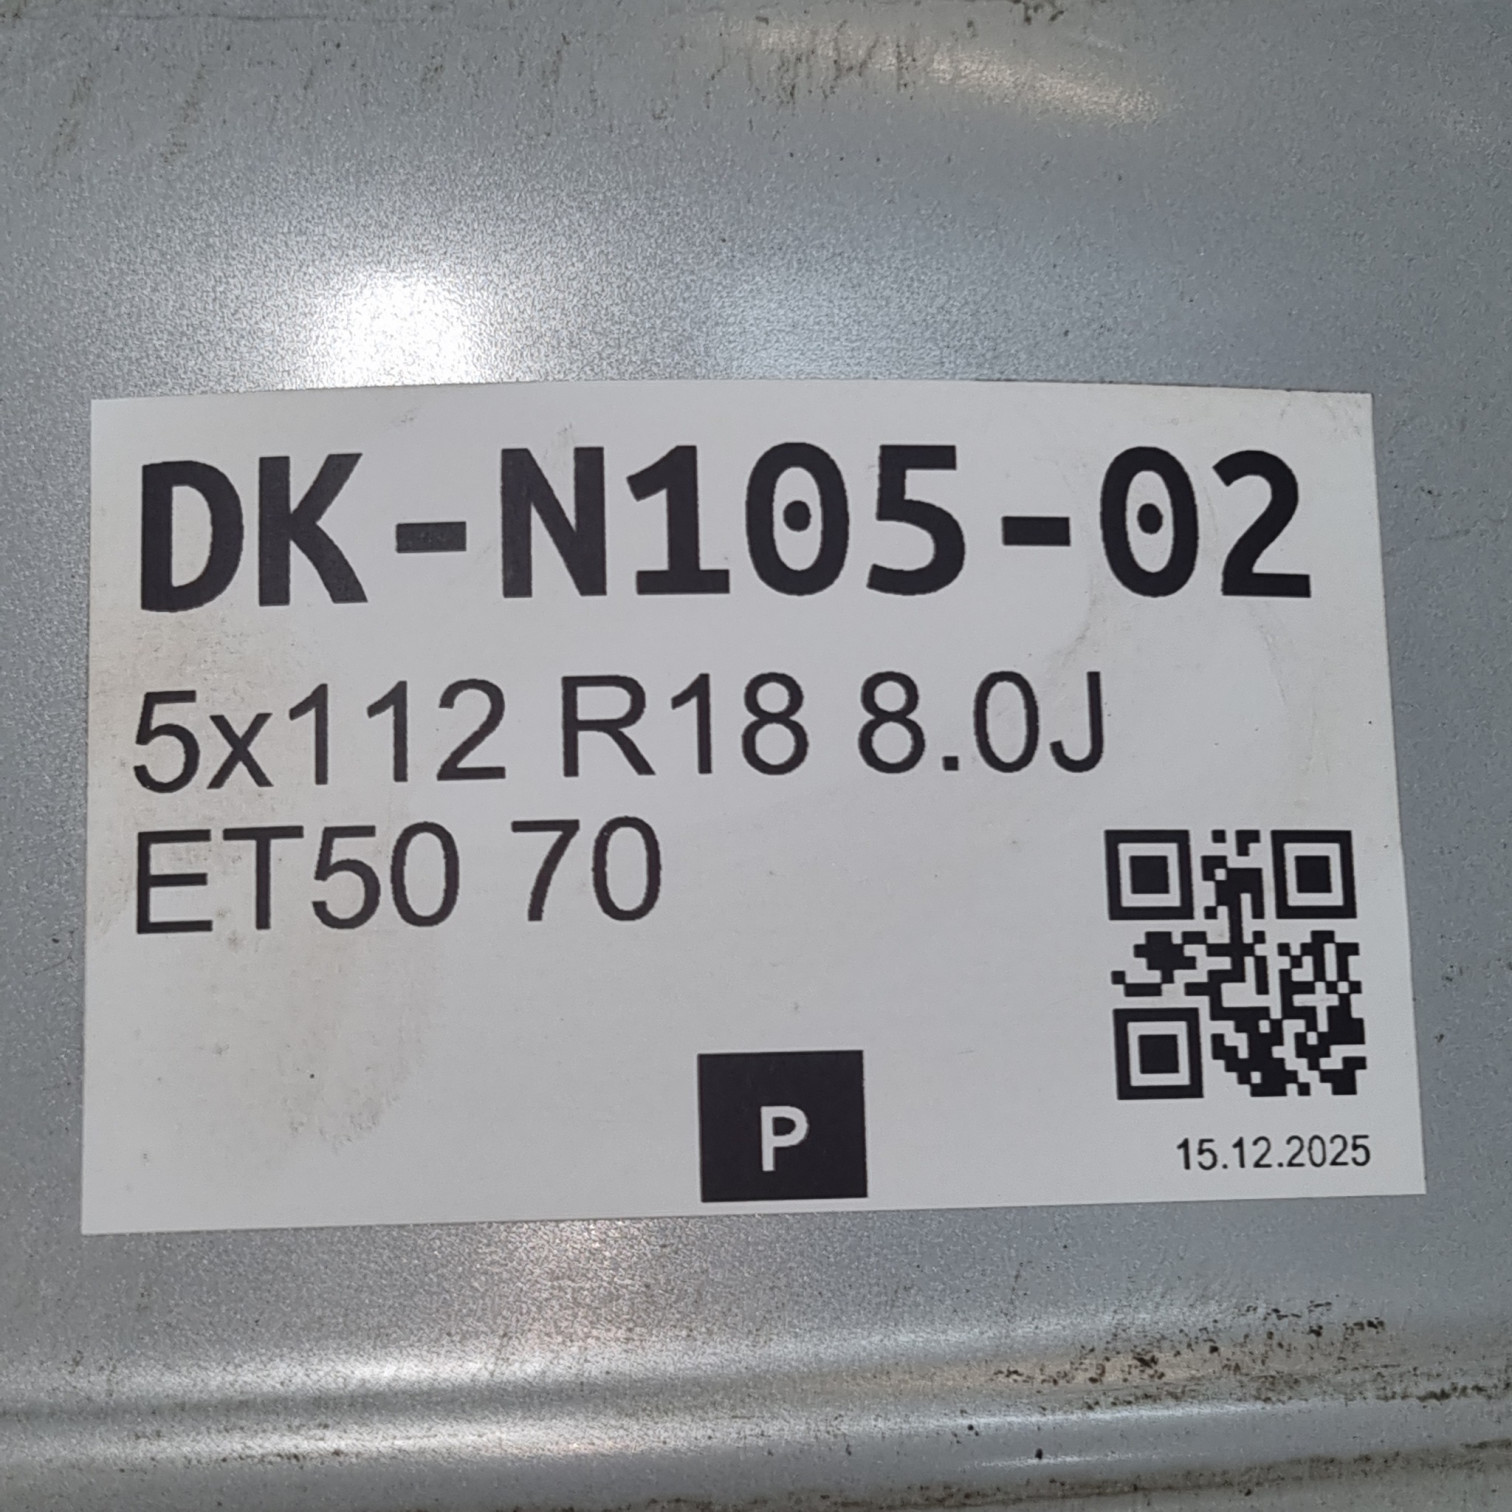 DK-N105-02
5x112 R18 8.0J
ET50 70
P
15.12.2025